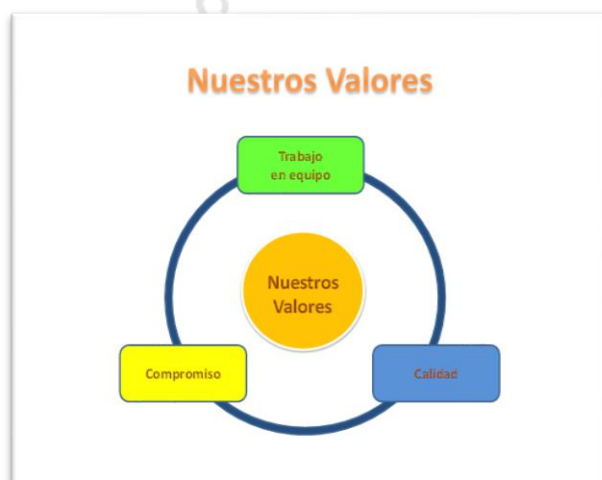 Nuestros Valores
Trabajo
en equipo
Nuestros
Valores
Compromiso
Calidad